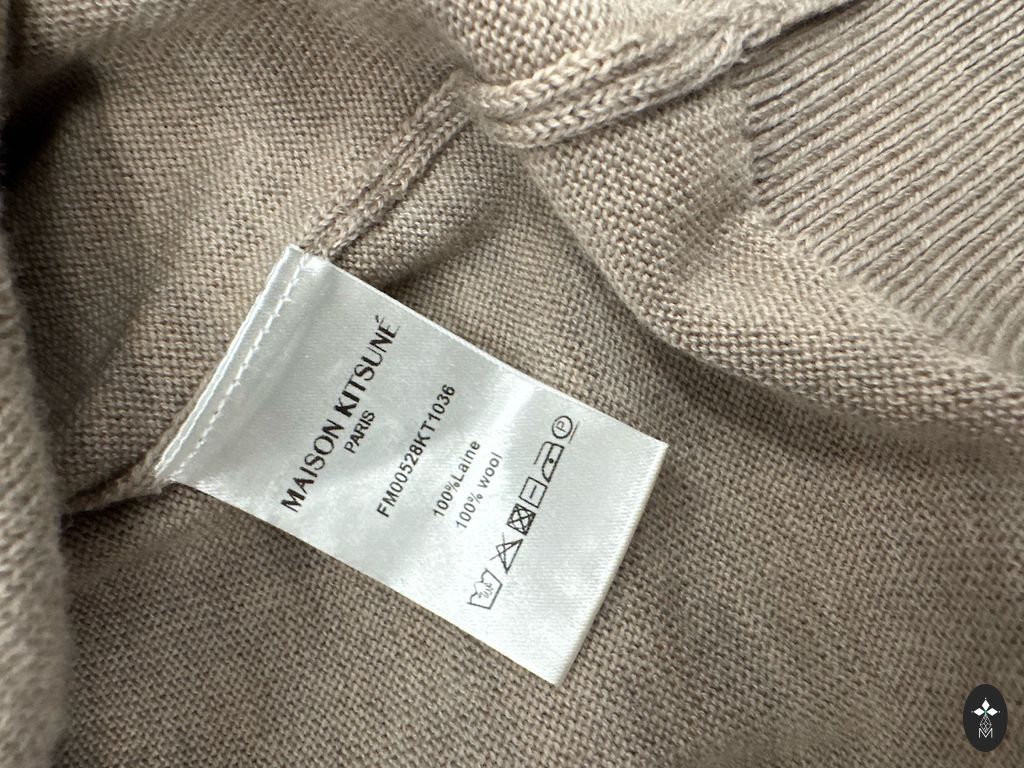 MAISON KITSUNÉ
PARIS
FM00528KT1036
100%Laine
100% wool
P
M